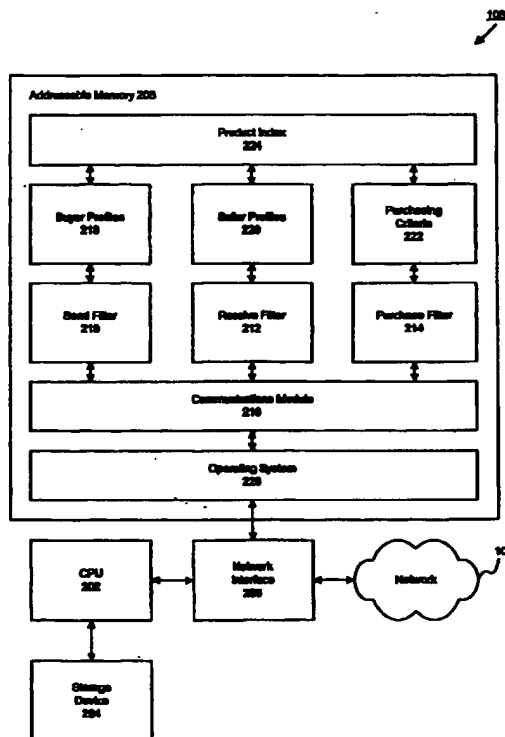 108
Addressable Memory 208
Product Index
224
Buyer Profiles
218
Seller Profiles
220
Purchasing
Criteria
222
Send Filter
210
Receive Filter
212
Purchase Filter
214
Communications Module
216
Operating System
226
CPU
202
Network
Interface
206
Network
10
Storage
Device
204